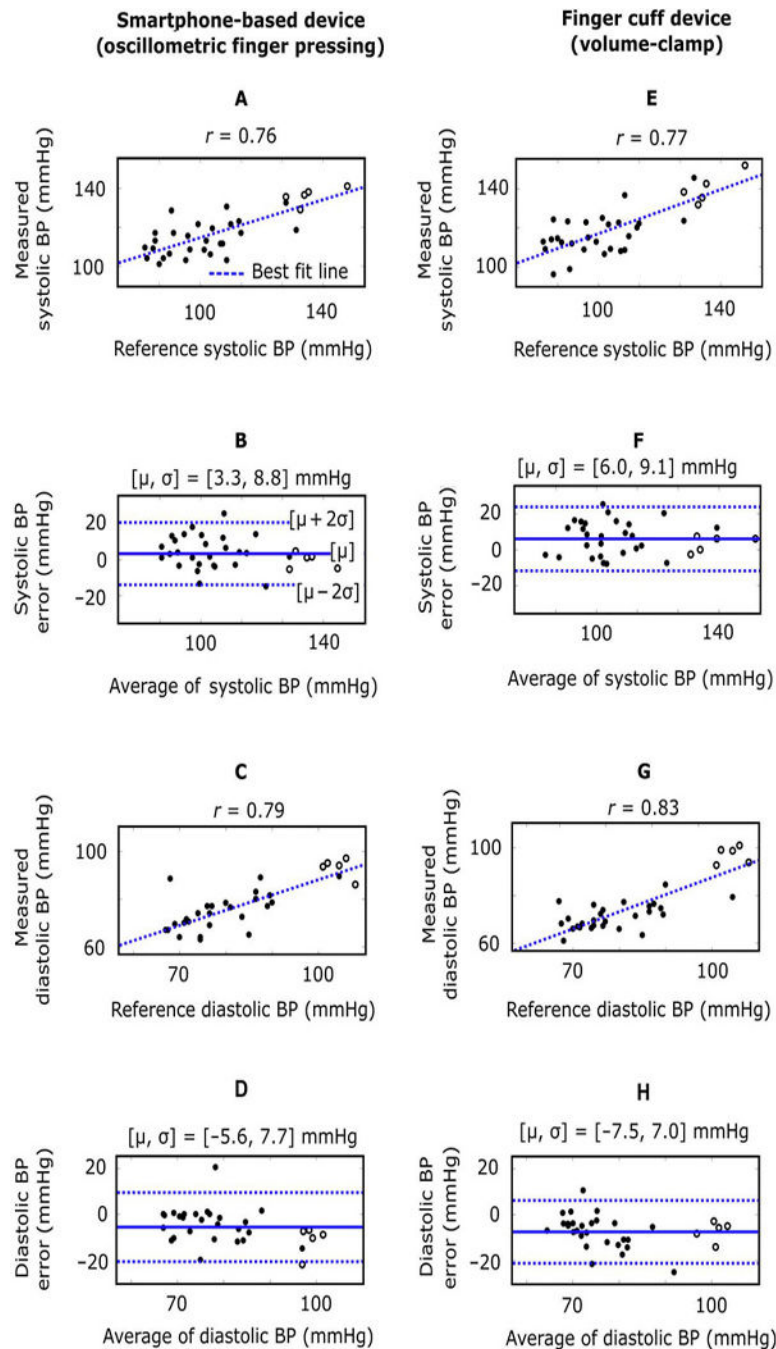 Smartphone-based device
(oscillometric finger pressing)
A
r = 0.76
Measured
systolic BP (mmHg)
140
100
Best fit line
100
140
Reference systolic BP (mmHg)
B
[μ, σ] = [3.3, 8.8] mmHg
Systolic BP
error (mmHg)
20
0
−20
[μ+2σ]
[μ]
[μ−2σ]
100
140
Average of systolic BP (mmHg)
C
r = 0.79
Measured
diastolic BP (mmHg)
100
60
70
100
Reference diastolic BP (mmHg)
D
[μ, σ] = [−5.6, 7.7] mmHg
Diastolic BP
error (mmHg)
20
0
−20
70
100
Average of diastolic BP (mmHg)
Finger cuff device
(volume-clamp)
E
r = 0.77
Measured
systolic BP (mmHg)
140
100
100
140
Reference systolic BP (mmHg)
F
[μ, σ] = [6.0, 9.1] mmHg
Systolic BP
error (mmHg)
20
0
−20
100
140
Average of systolic BP (mmHg)
G
r = 0.83
Measured
diastolic BP (mmHg)
100
60
70
100
Reference diastolic BP (mmHg)
H
[μ, σ] = [−7.5, 7.0] mmHg
Diastolic BP
error (mmHg)
20
0
−20
70
100
Average of diastolic BP (mmHg)